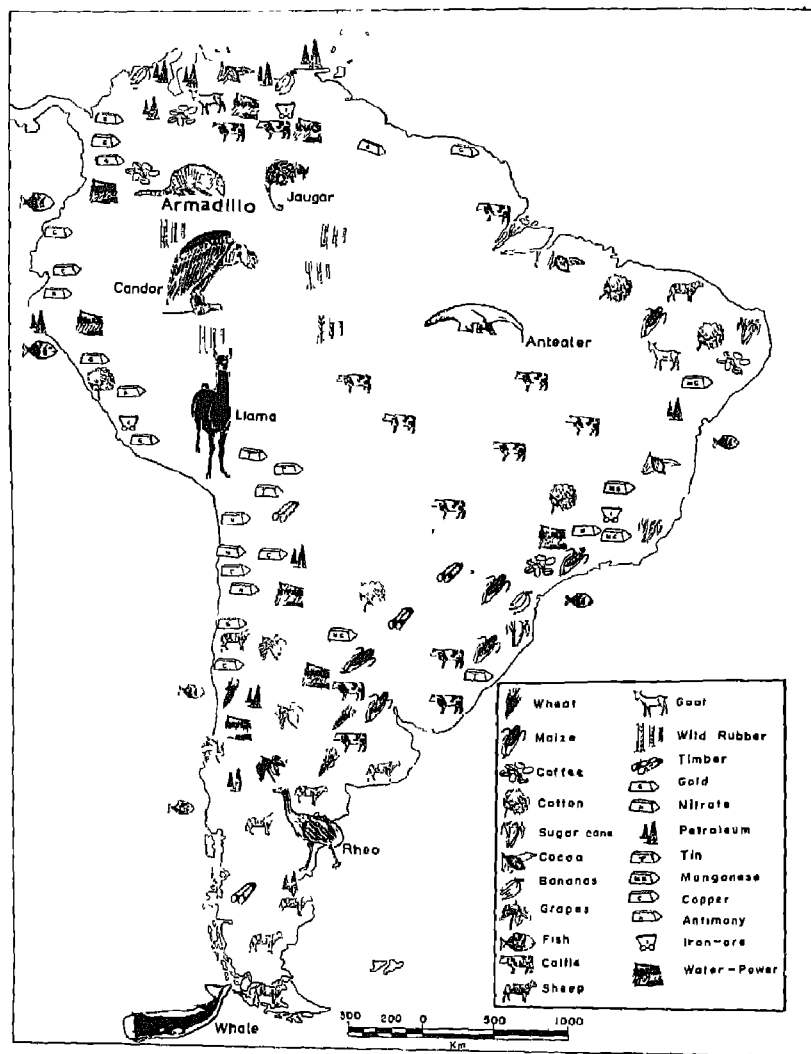 Armadillo
Jaugar
Candor
Anteater
Llama
Rhea
Whale
Wheat
Maize
Coffee
Cotton
Sugar cane
Cocoa
Bananas
Grapes
Fish
Cattle
Sheep
Goat
Wild Rubber
Timber
Gold
Nitrate
Petroleum
Tin
Manganese
Copper
Antimony
Iron-ore
Water-Power
300 200 0 500 1000
Km